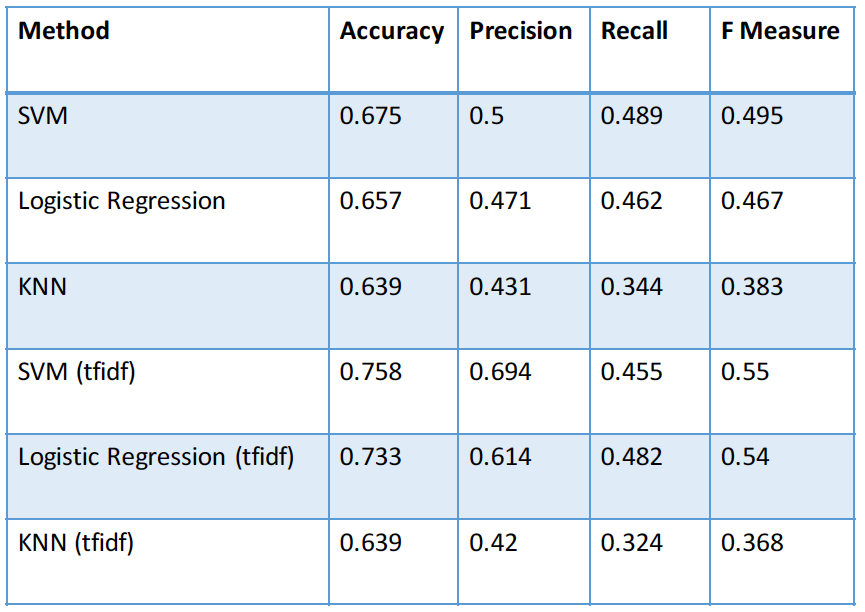 Method Accuracy Precision Recall F Measure
SVM 0.675 0.5 0.489 0.495
Logistic Regression 0.657 0.471 0.462 0.467
KNN 0.639 0.431 0.344 0.383
SVM (tfidf) 0.758 0.694 0.455 0.55
Logistic Regression (tfidf) 0.733 0.614 0.482 0.54
KNN (tfidf) 0.639 0.42 0.324 0.368